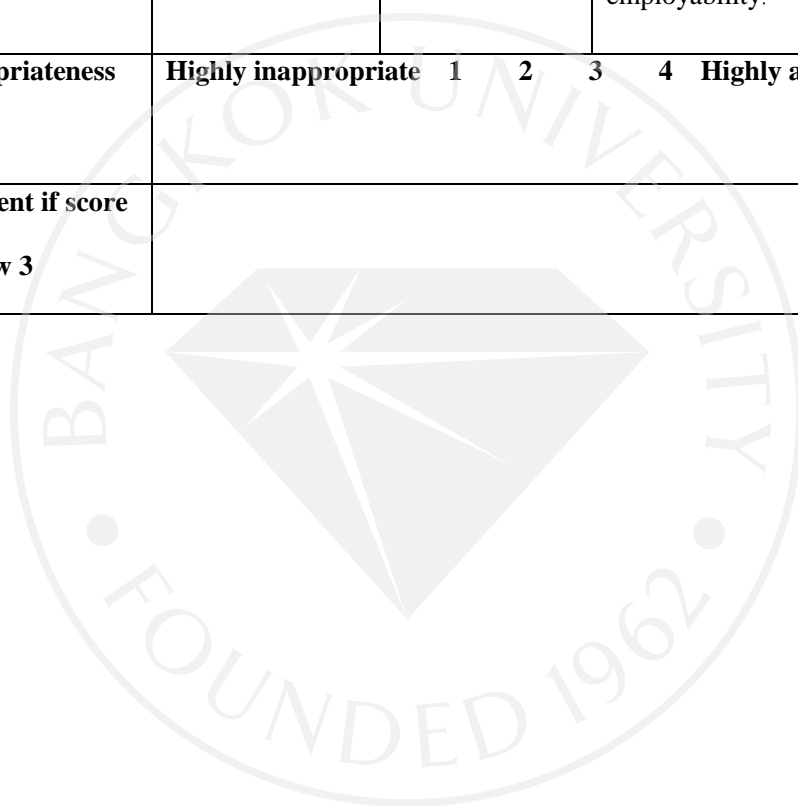 employability.
priateness Highly inappropriate 1 2 3 4 Highly a
ent if score
w 3
BANGKOK UNIVERSITY
• FOUNDED 1962 •